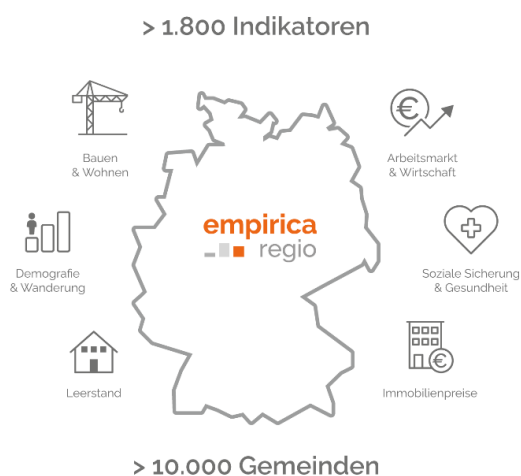 > 1.800 Indikatoren
Bauen
& Wohnen
€
Arbeitsmarkt
& Wirtschaft
empirica
regio
Demografie
& Wanderung
Soziale Sicherung
& Gesundheit
Leerstand
€
Immobilienpreise
> 10.000 Gemeinden